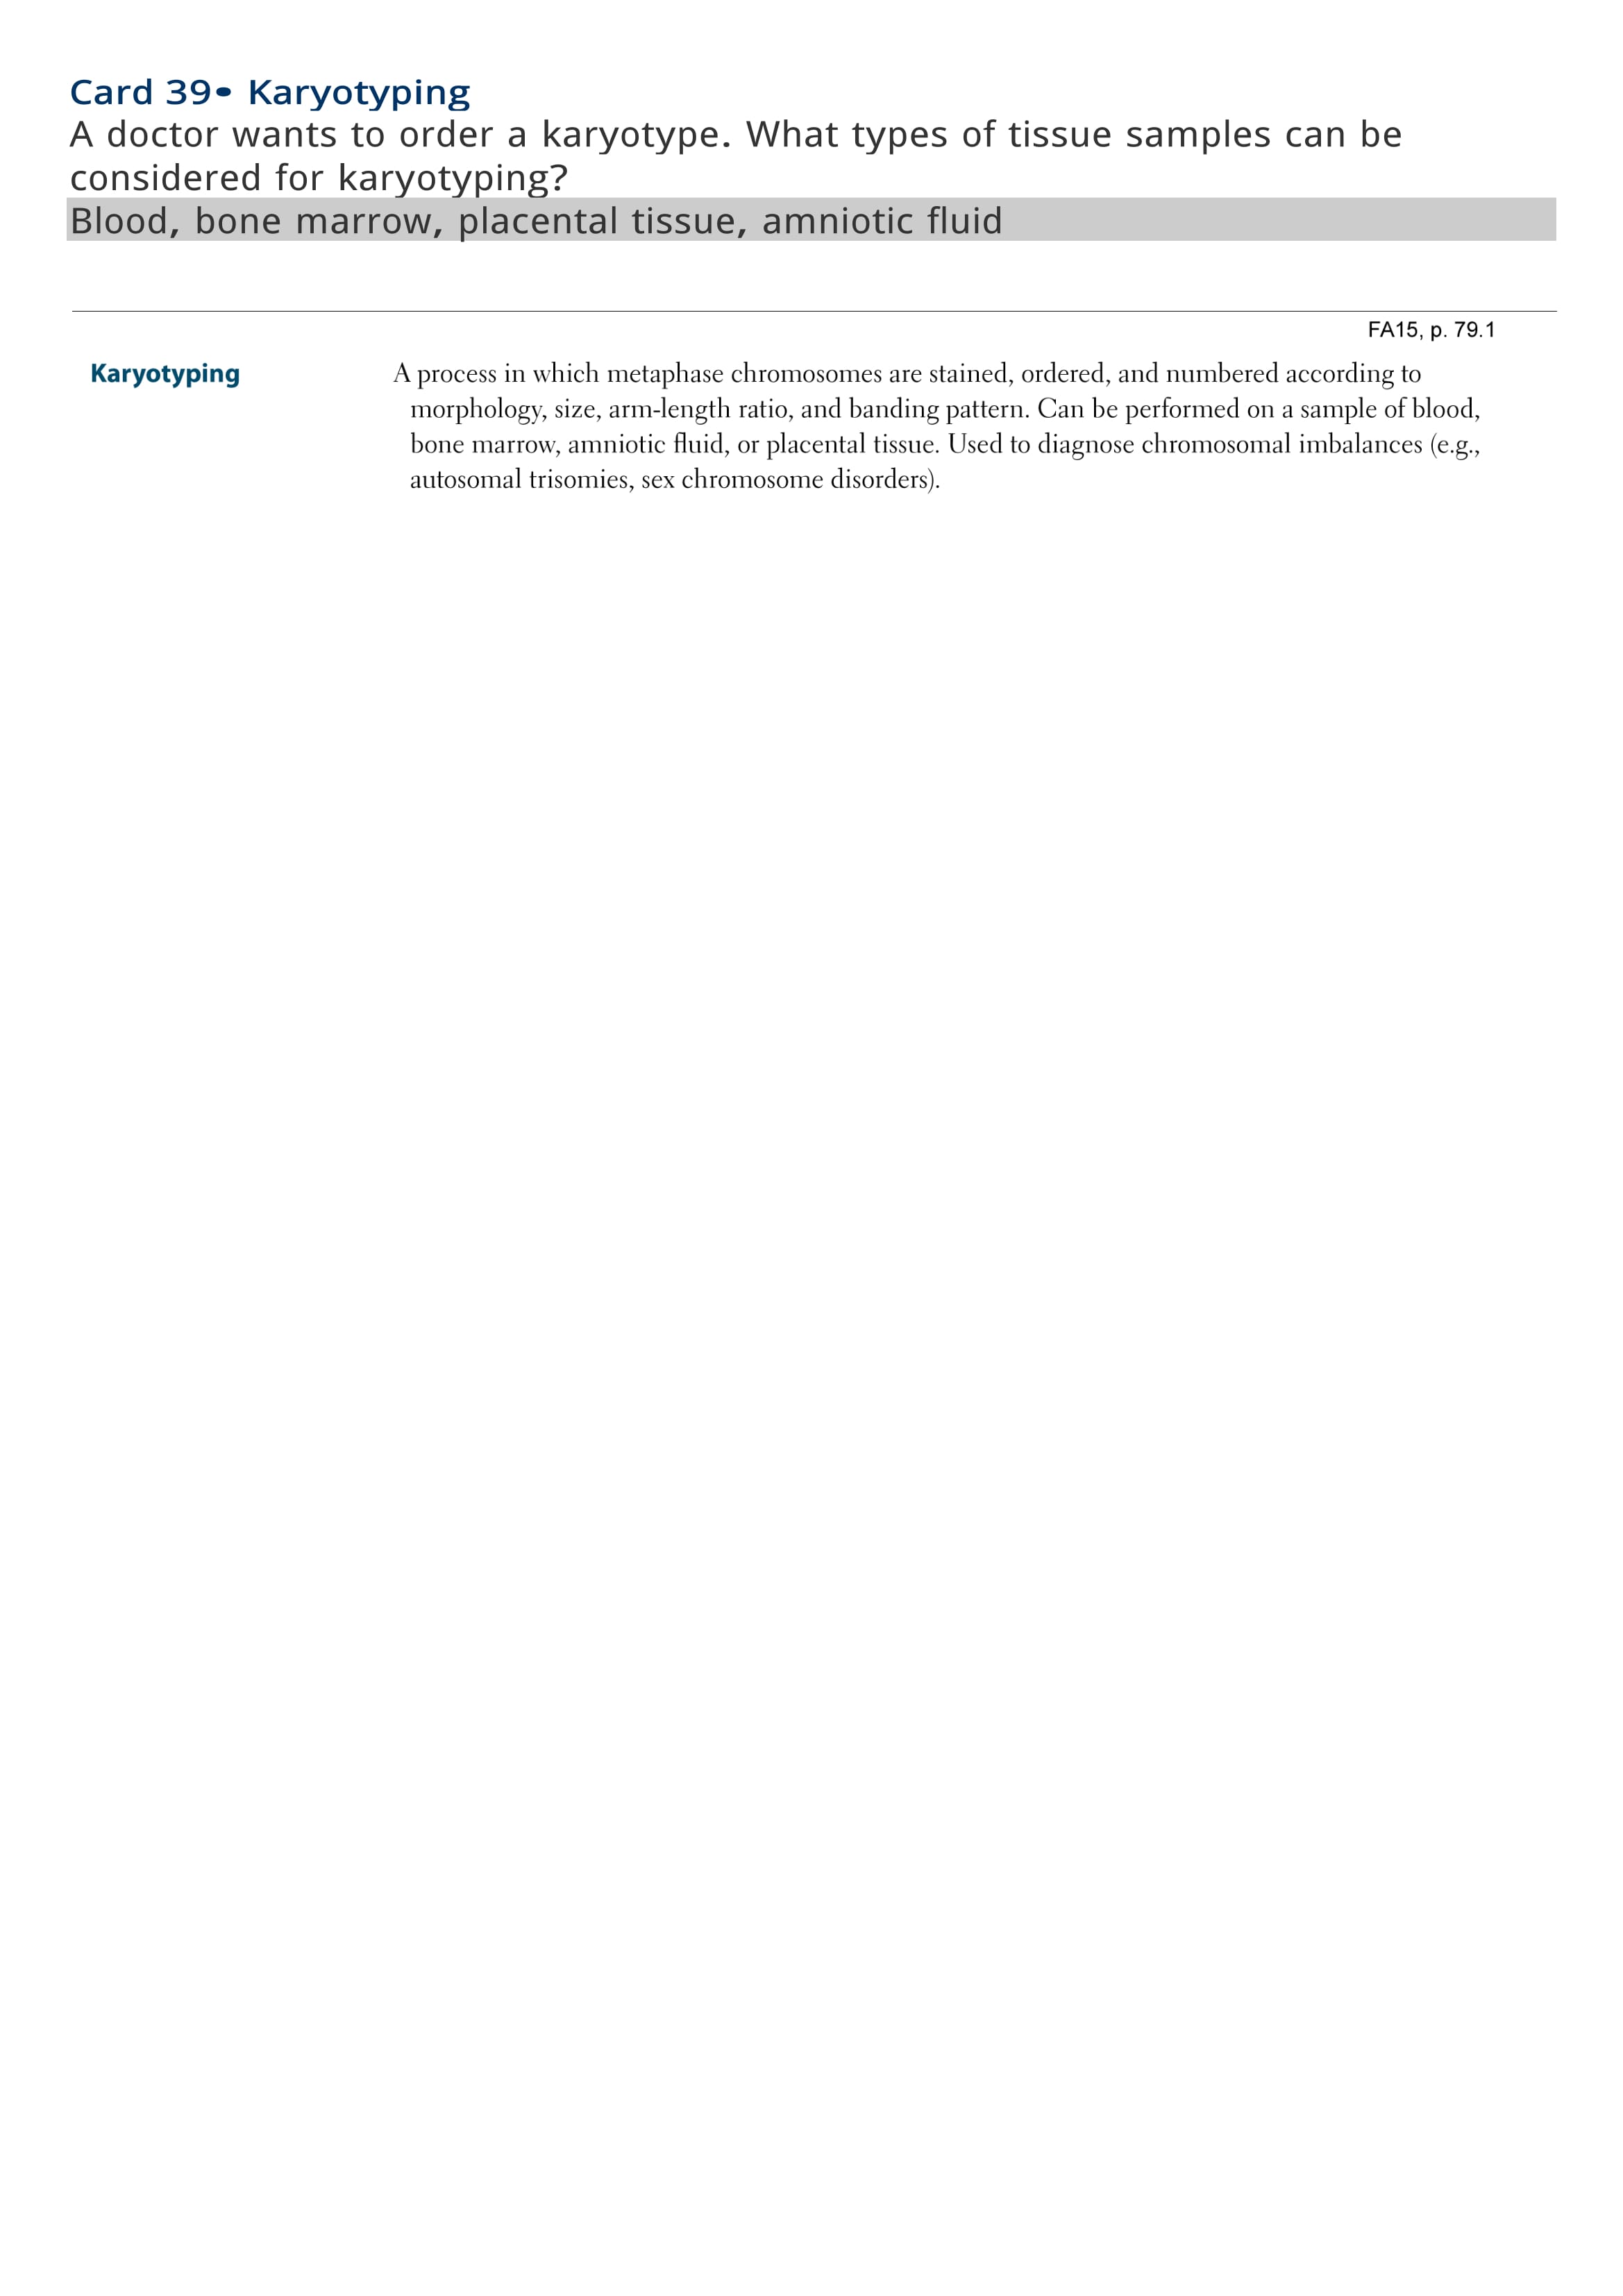 Card 39• Karyotyping
A doctor wants to order a karyotype. What types of tissue samples can be
considered for karyotyping?
Blood, bone marrow, placental tissue, amniotic fluid
FA15, p. 79.1
Karyotyping
A process in which metaphase chromosomes are stained, ordered, and numbered according to
morphology, size, arm-length ratio, and banding pattern. Can be performed on a sample of blood,
bone marrow, amniotic fluid, or placental tissue. Used to diagnose chromosomal imbalances (e.g.,
autosomal trisomies, sex chromosome disorders).